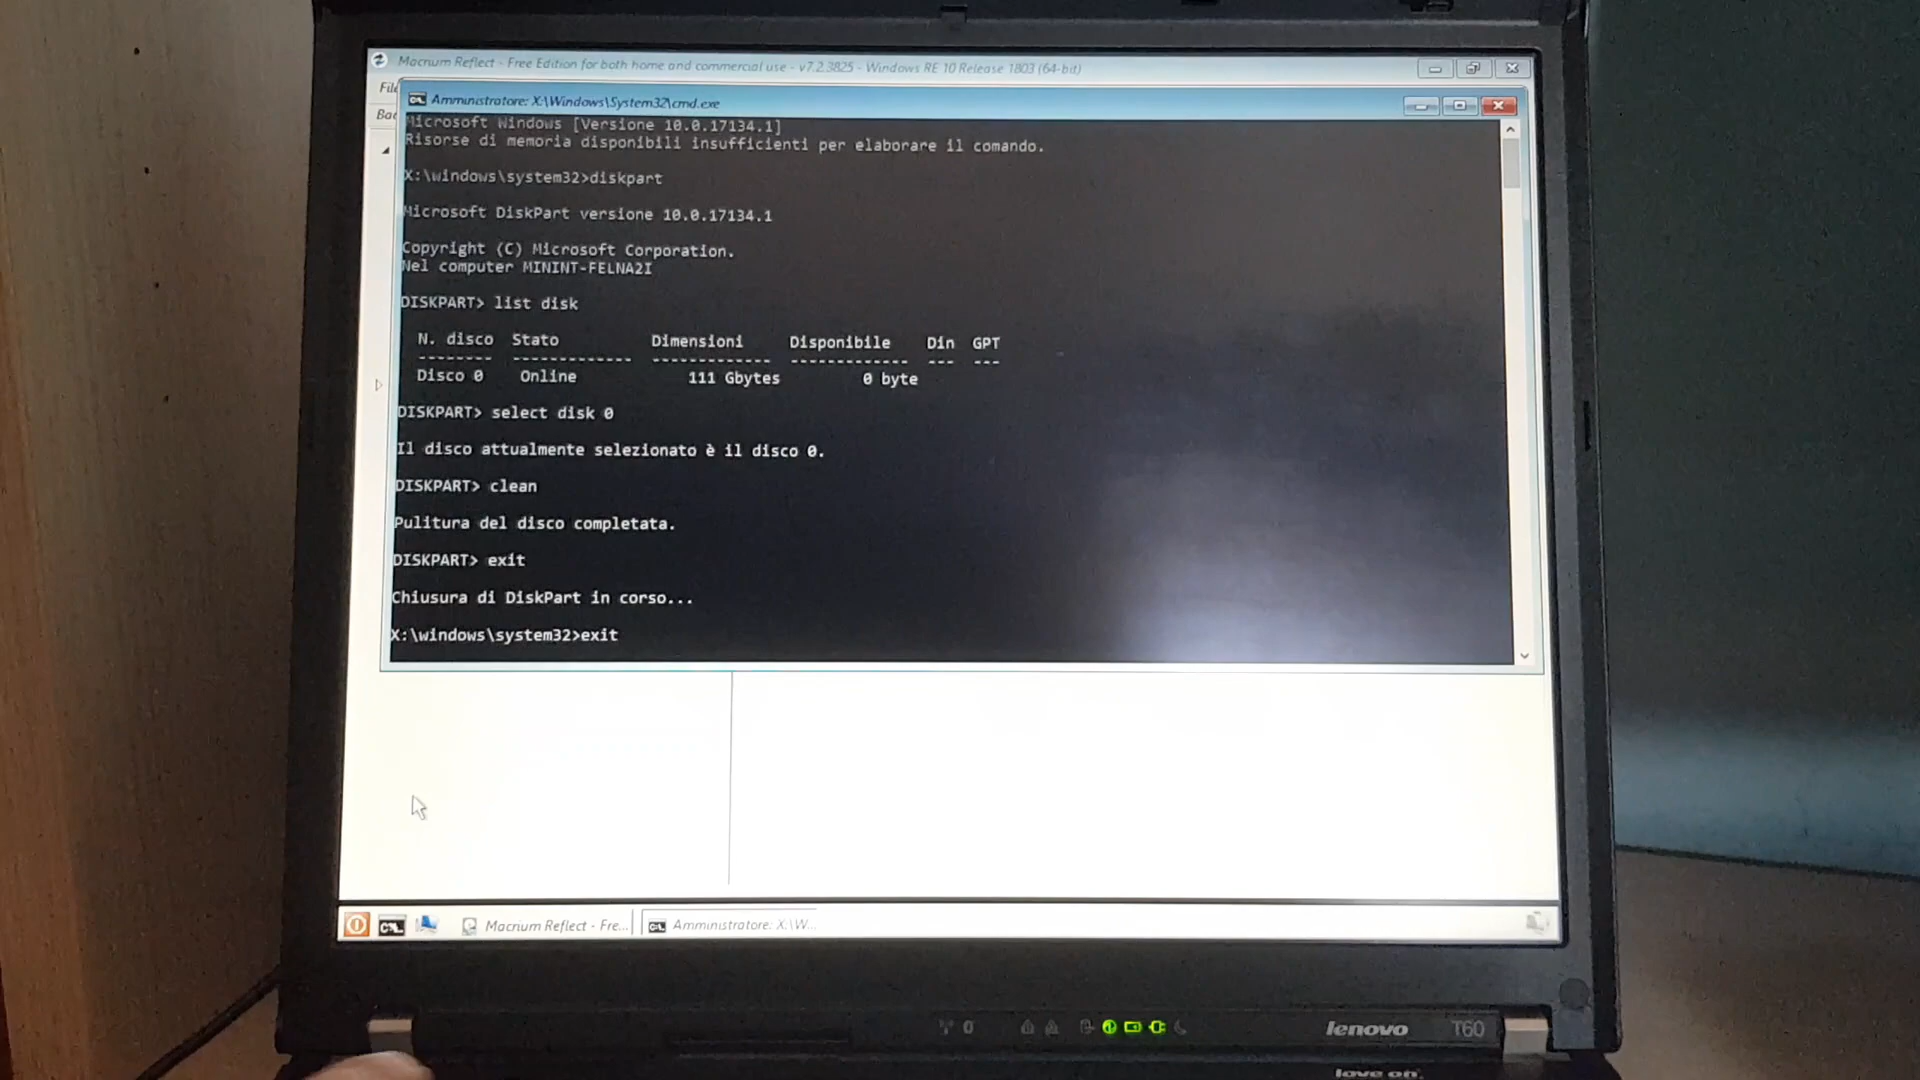 Macrium Reflect - Free Edition for both home and commercial use - v7.2.3825 - Windows RE 10 Release 1803 (64-bit)
Amministratore: X:\Windows\System32\cmd.exe
Microsoft Windows [Versione 10.0.17134.1]
Risorse di memoria disponibili insufficienti per elaborare il comando.
X:\windows\system32>diskpart
Microsoft DiskPart versione 10.0.17134.1
Copyright (C) Microsoft Corporation.
Nel computer MININT-FELNA2I
DISKPART> list disk
N. disco Stato Dimensioni Disponibile Din GPT
-------- ------------- ------------- ------------- --- ---
Disco 0 Online 111 Gbytes 0 byte
DISKPART> select disk 0
Il disco attualmente selezionato è il disco 0.
DISKPART> clean
Pulitura del disco completata.
DISKPART> exit
Chiusura di DiskPart in corso...
X:\windows\system32>exit
Macrium Reflect - Fre...
Amministratore: X:\W...
lenovo T60